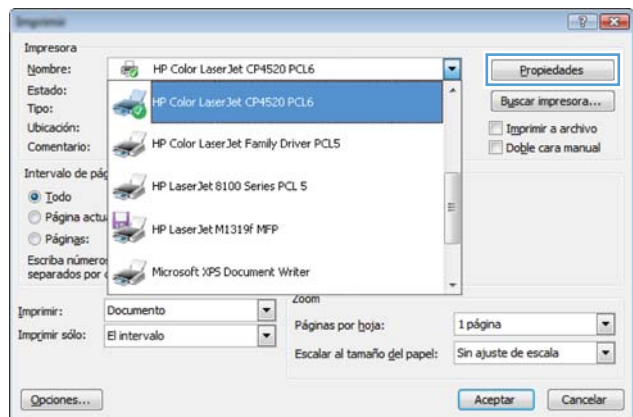 Imprimir
Impresora
Nombre: HP Color LaserJet CP4520 PCL6 Propiedades
Estado: HP Color LaserJet CP4520 PCL6 Buscar impresora...
Tipo:
Ubicación: HP Color LaserJet Family Driver PCL5 Imprimir a archivo
Comentario: Doble cara manual
Intervalo de pág HP LaserJet 8100 Series PCL 5
Todo
Página actu HP LaserJet M1319f MFP
Páginas:
Escriba número
separados por Microsoft XPS Document Writer
Zoom
Imprimir: Documento Páginas por hoja: 1 página
Imprimir sólo: El intervalo Escalar al tamaño del papel: Sin ajuste de escala
Opciones... Aceptar Cancelar